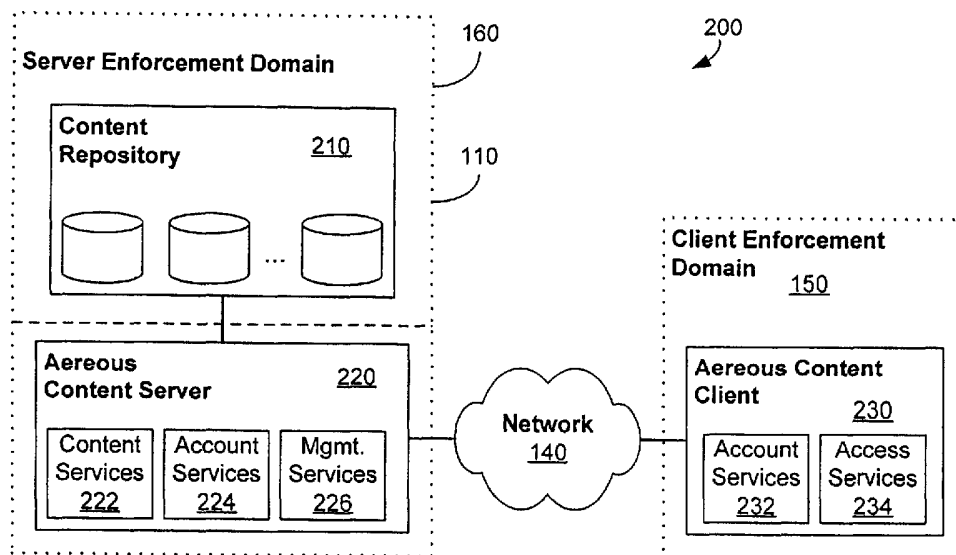 160
200
Server Enforcement Domain
Content
Repository
210
110
...
Client Enforcement
Domain
150
Aereous
Content Server
220
Content
Services
222
Account
Services
224
Mgmt.
Services
226
Network
140
Aereous Content
Client
230
Account
Services
232
Access
Services
234